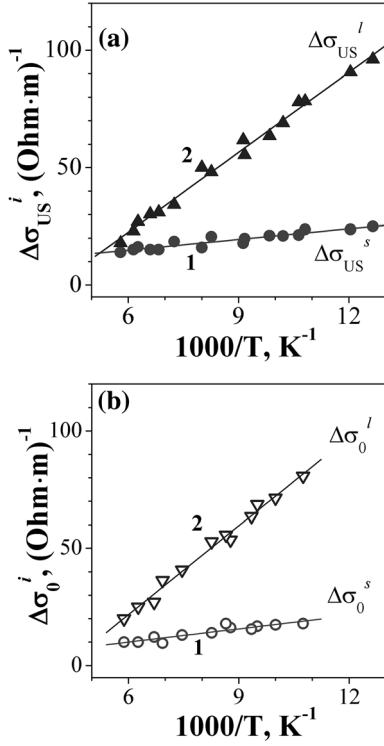 (a)
Δσ_US^l
100
2
50
Δσ_US^i, (Ohm·m)^-1
1
Δσ_US^s
0
6 9 12
1000/T, K^-1
(b)
Δσ_0^l
100
2
50
Δσ_0^i, (Ohm·m)^-1
Δσ_0^s
1
0
6 9 12
1000/T, K^-1